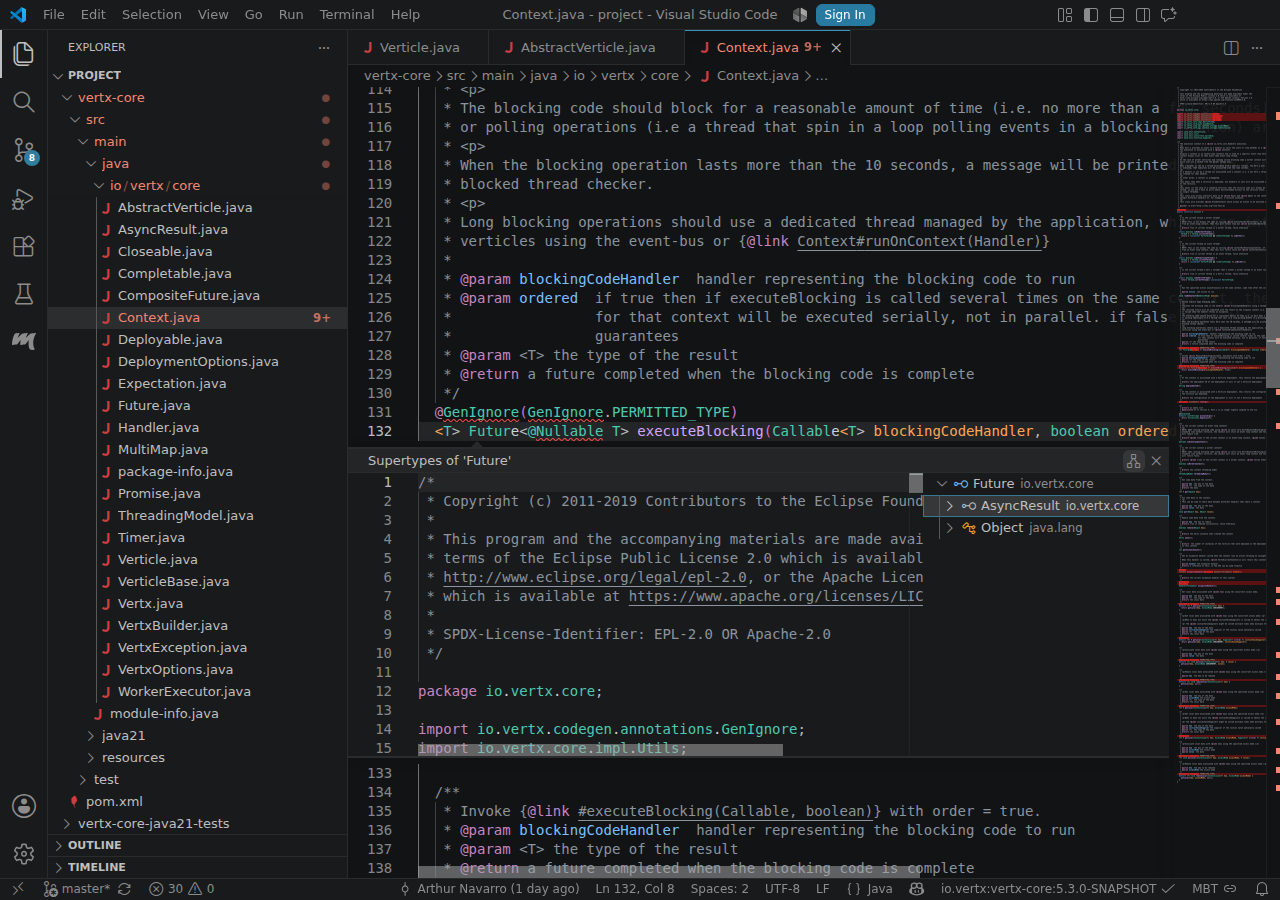 File Edit Selection View Go Run Terminal Help Context.java - project - Visual Studio Code Sign In
EXPLORER
PROJECT
vertx-core
src
main
java
io/vertx/core
AbstractVerticle.java
AsyncResult.java
Closeable.java
Completable.java
CompositeFuture.java
Context.java 9+
Deployable.java
DeploymentOptions.java
Expectation.java
Future.java
Handler.java
MultiMap.java
package-info.java
Promise.java
ThreadingModel.java
Timer.java
Verticle.java
VerticleBase.java
Vertx.java
VertxBuilder.java
VertxException.java
VertxOptions.java
WorkerExecutor.java
module-info.java
java21
resources
test
pom.xml
vertx-core-java21-tests
OUTLINE
TIMELINE
8
Verticle.java AbstractVerticle.java Context.java 9+
vertx-core > src > main > java > io > vertx > core > Context.java > ...
114 * <p>
115 * The blocking code should block for a reasonable amount of time (i.e. no more than a
116 * or polling operations (i.e a thread that spin in a loop polling events in a blocking
117 * <p>
118 * When the blocking operation lasts more than the 10 seconds, a message will be printed
119 * blocked thread checker.
120 * <p>
121 * Long blocking operations should use a dedicated thread managed by the application, w
122 * verticles using the event-bus or {@link Context#runOnContext(Handler)}
123 *
124 * @param blockingCodeHandler handler representing the blocking code to run
125 * @param ordered if true then if executeBlocking is called several times on the same
126 * for that context will be executed serially, not in parallel. if false
127 * guarantees
128 * @param <T> the type of the result
129 * @return a future completed when the blocking code is complete
130 */
131 @GenIgnore(GenIgnore.PERMITTED_TYPE)
132 <T> Future<@Nullable T> executeBlocking(Callable<T> blockingCodeHandler, boolean ordered
Supertypes of 'Future'
1 /*
2 * Copyright (c) 2011-2019 Contributors to the Eclipse Found
3 *
4 * This program and the accompanying materials are made avai
5 * terms of the Eclipse Public License 2.0 which is availabl
6 * http://www.eclipse.org/legal/epl-2.0, or the Apache Licen
7 * which is available at https://www.apache.org/licenses/LIC
8 *
9 * SPDX-License-Identifier: EPL-2.0 OR Apache-2.0
10 */
11
12 package io.vertx.core;
13
14 import io.vertx.codegen.annotations.GenIgnore;
15 import io.vertx.core.impl.Utils;
Future io.vertx.core
AsyncResult io.vertx.core
Object java.lang
133
134 /**
135 * Invoke {@link #executeBlocking(Callable, boolean)} with order = true.
136 * @param blockingCodeHandler handler representing the blocking code to run
137 * @param <T> the type of the result
138 * @return a future completed when the blocking code is complete
master* 30 0 Arthur Navarro (1 day ago) Ln 132, Col 8 Spaces: 2 UTF-8 LF { } Java io.vertx:vertx-core:5.3.0-SNAPSHOT MBT